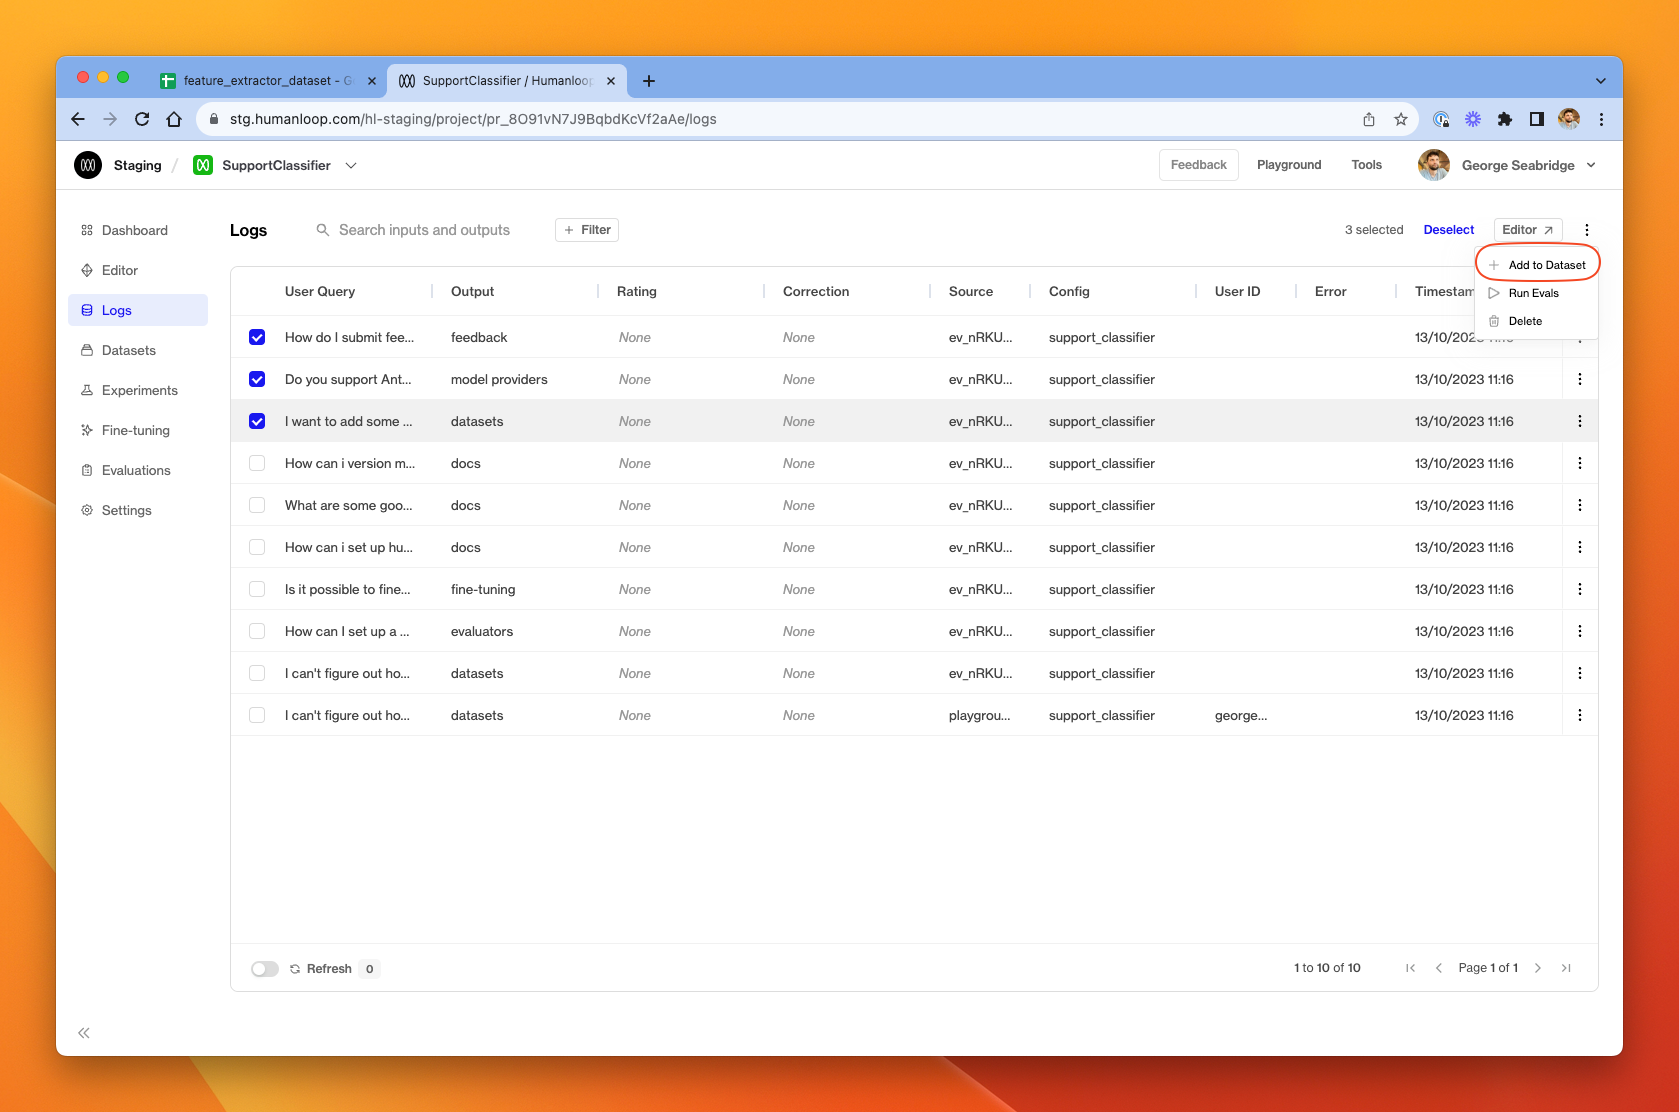 feature_extractor_dataset - G
SupportClassifier / Humanloop
stg.humanloop.com/hl-staging/project/pr_8O91vN7J9BqbdKcVf2aAe/logs
Staging / SupportClassifier
Feedback Playground Tools George Seabridge
Dashboard
Editor
Logs
Datasets
Experiments
Fine-tuning
Evaluations
Settings
Logs Search inputs and outputs + Filter 3 selected Deselect Editor
Add to Dataset
Run Evals
Delete
User Query Output Rating Correction Source Config User ID Error Timestam
How do I submit fee... feedback None None ev_nRKU... support_classifier 13/10/2023 11:16
Do you support Ant... model providers None None ev_nRKU... support_classifier 13/10/2023 11:16
I want to add some ... datasets None None ev_nRKU... support_classifier 13/10/2023 11:16
How can i version m... docs None None ev_nRKU... support_classifier 13/10/2023 11:16
What are some goo... docs None None ev_nRKU... support_classifier 13/10/2023 11:16
How can i set up hu... docs None None ev_nRKU... support_classifier 13/10/2023 11:16
Is it possible to fine... fine-tuning None None ev_nRKU... support_classifier 13/10/2023 11:16
How can I set up a ... evaluators None None ev_nRKU... support_classifier 13/10/2023 11:16
I can't figure out ho... datasets None None ev_nRKU... support_classifier 13/10/2023 11:16
I can't figure out ho... datasets None None playgrou... support_classifier george... 13/10/2023 11:16
Refresh 0
1 to 10 of 10 Page 1 of 1